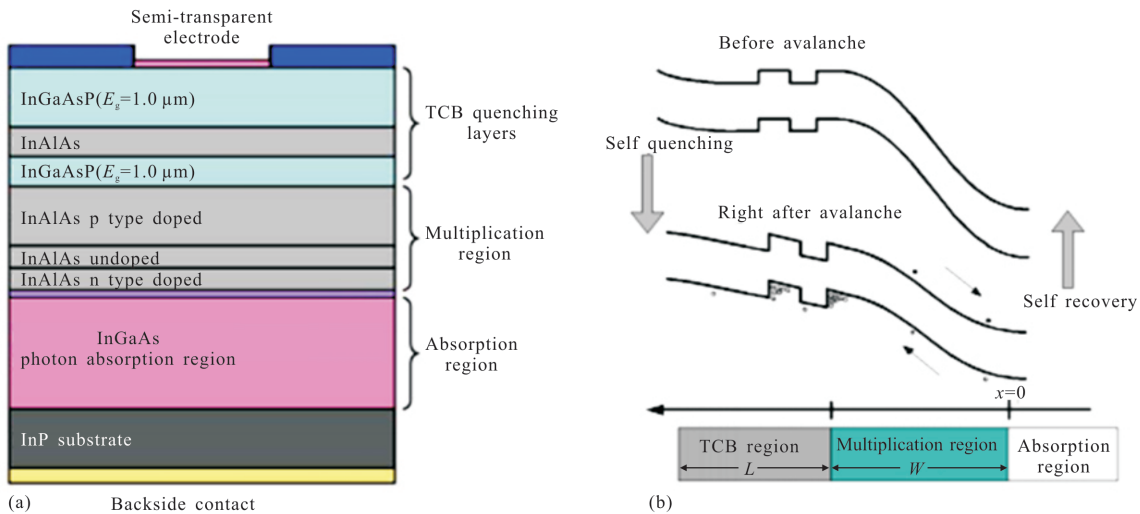 Semi-transparent
electrode
InGaAsP(Eg=1.0 μm)
InAlAs
InGaAsP(Eg=1.0 μm)
TCB quenching
layers
InAlAs p type doped
InAlAs undoped
InAlAs n type doped
Multiplication
region
InGaAs
photon absorption region
Absorption
region
InP substrate
(a)
Backside contact
Before avalanche
Self quenching
Right after avalanche
Self recovery
x=0
TCB region
L
Multiplication region
W
Absorption
region
(b)